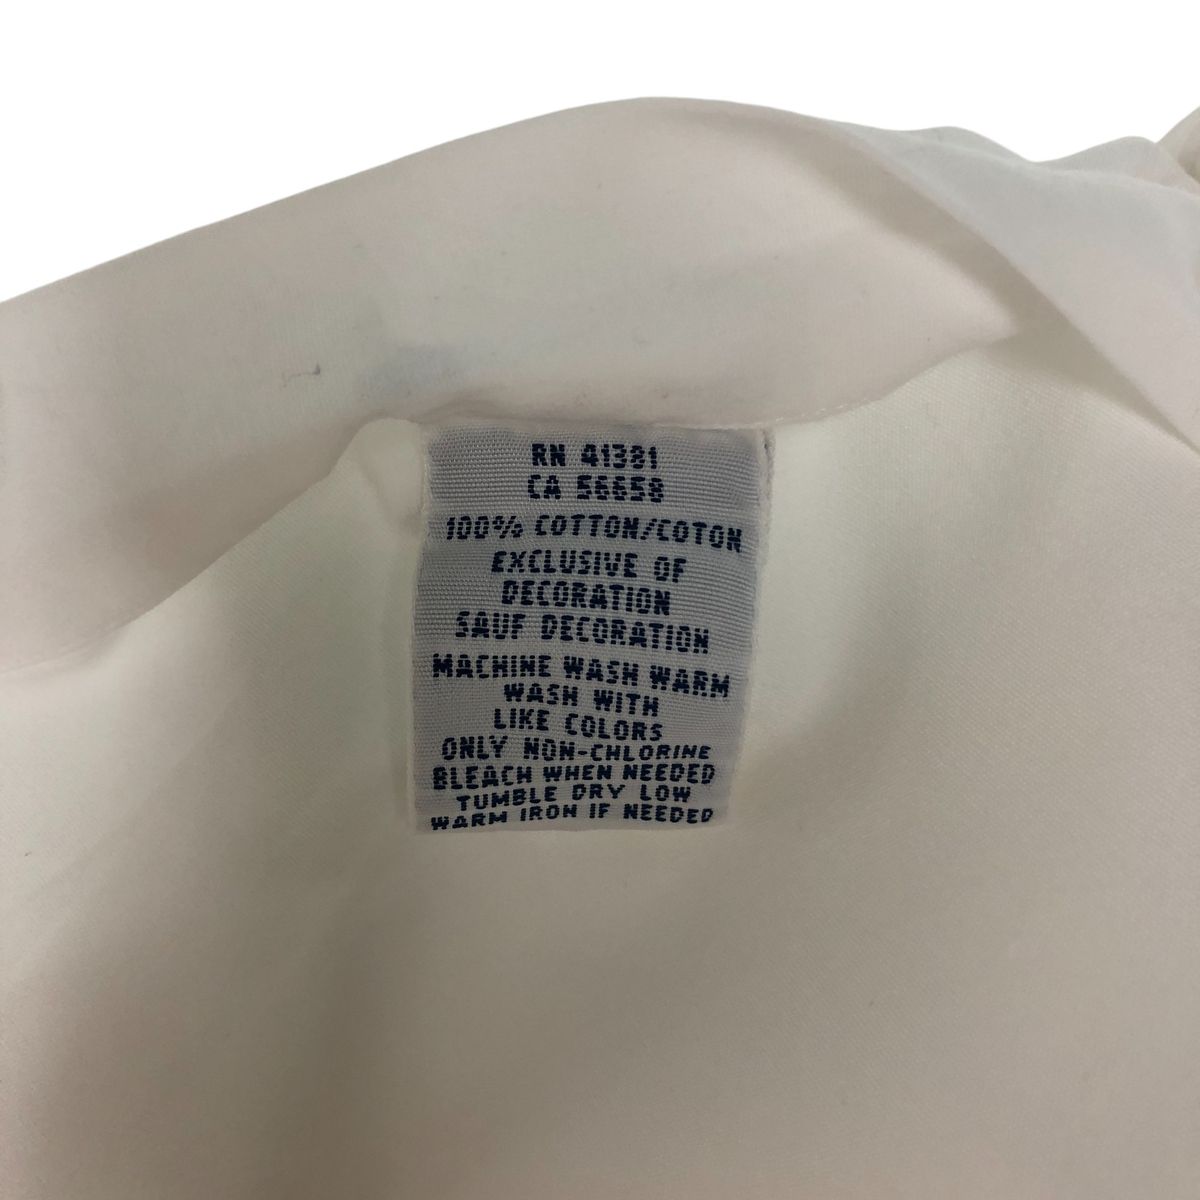 RN 41381
CA 56658
100% COTTON/COTON
EXCLUSIVE OF
DECORATION
SAUF DECORATION
MACHINE WASH WARM
WASH WITH
LIKE COLORS
ONLY NON-CHLORINE
BLEACH WHEN NEEDED
TUMBLE DRY LOW
WARM IRON IF NEEDED